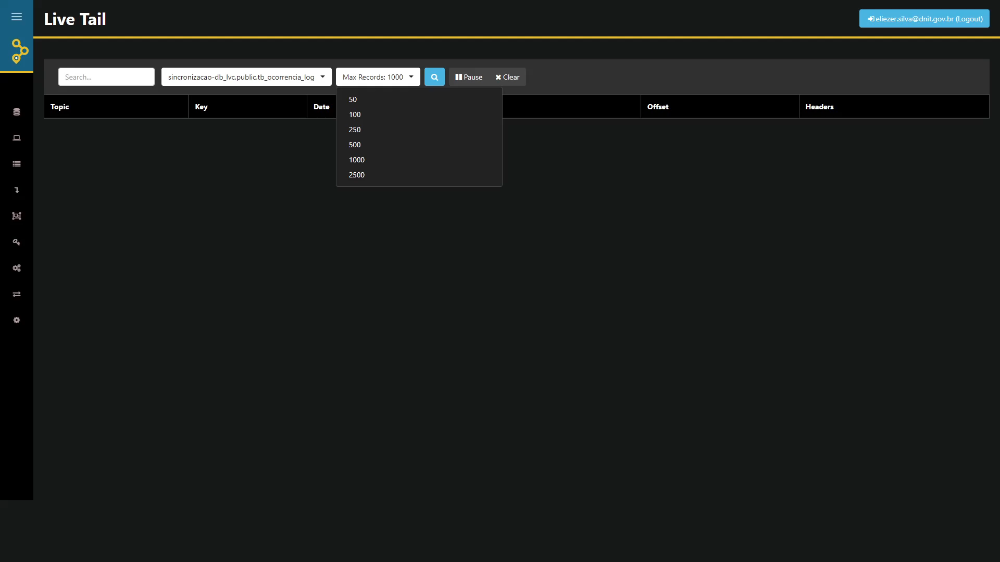 Live Tail
eliezer.silva@dnit.gov.br (Logout)
Search...
sincronizacao-db_lvc.public.tb_ocorrencia_log
Max Records: 1000
Pause
Clear
Topic
Key
Date
Offset
Headers
50
100
250
500
1000
2500